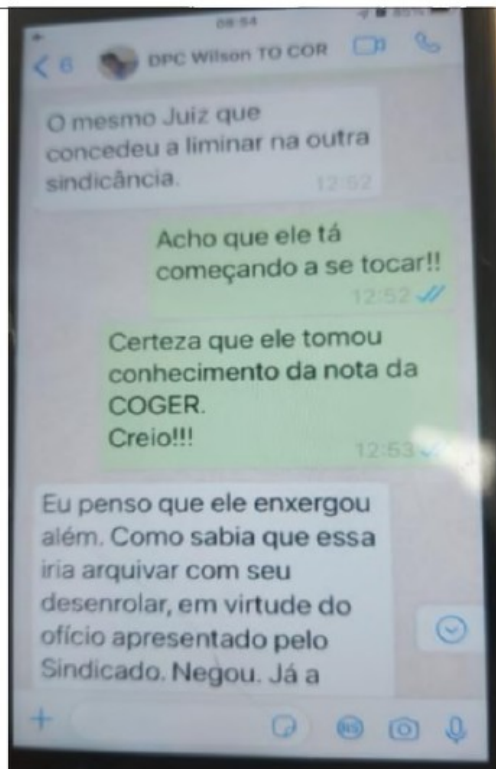 08:54
85%
6
DPC Wilson TO COR
O mesmo Juiz que
concedeu a liminar na outra
sindicância.
12:52
Acho que ele tá
começando a se tocar!!
12:52
Certeza que ele tomou
conhecimento da nota da
COGER.
Creio!!!
12:53
Eu penso que ele enxergou
além. Como sabia que essa
iria arquivar com seu
desenrolar, em virtude do
ofício apresentado pelo
Sindicado. Negou. Já a